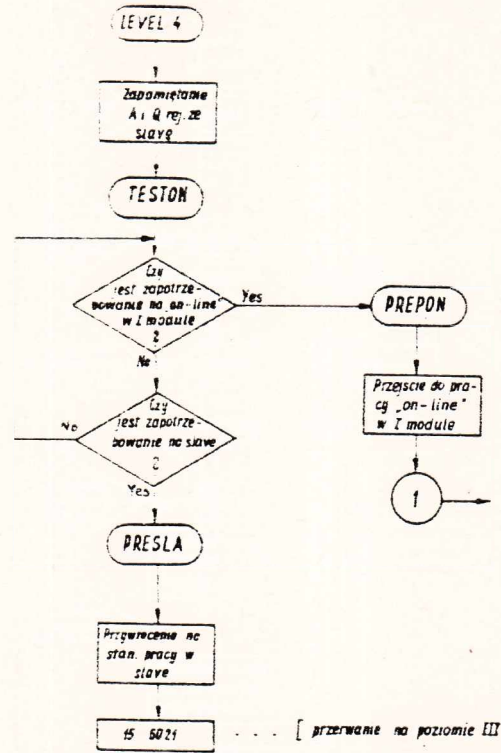 LEVEL 4
Zapamiętanie
A i Q rej. ze
slave
TESTON
Czy
jest zapotrze-
bowanie na „on-line"
w I module
?
Yes
No
PREPON
Przejście do pra-
cy „on-line"
w I module
1
Czy
jest zapotrze-
bowanie na slave
?
No
Yes
PRESLA
Przywrócenie na
stan. pracy w
slave
15 6021
. . . . [ przerwanie na poziomie III